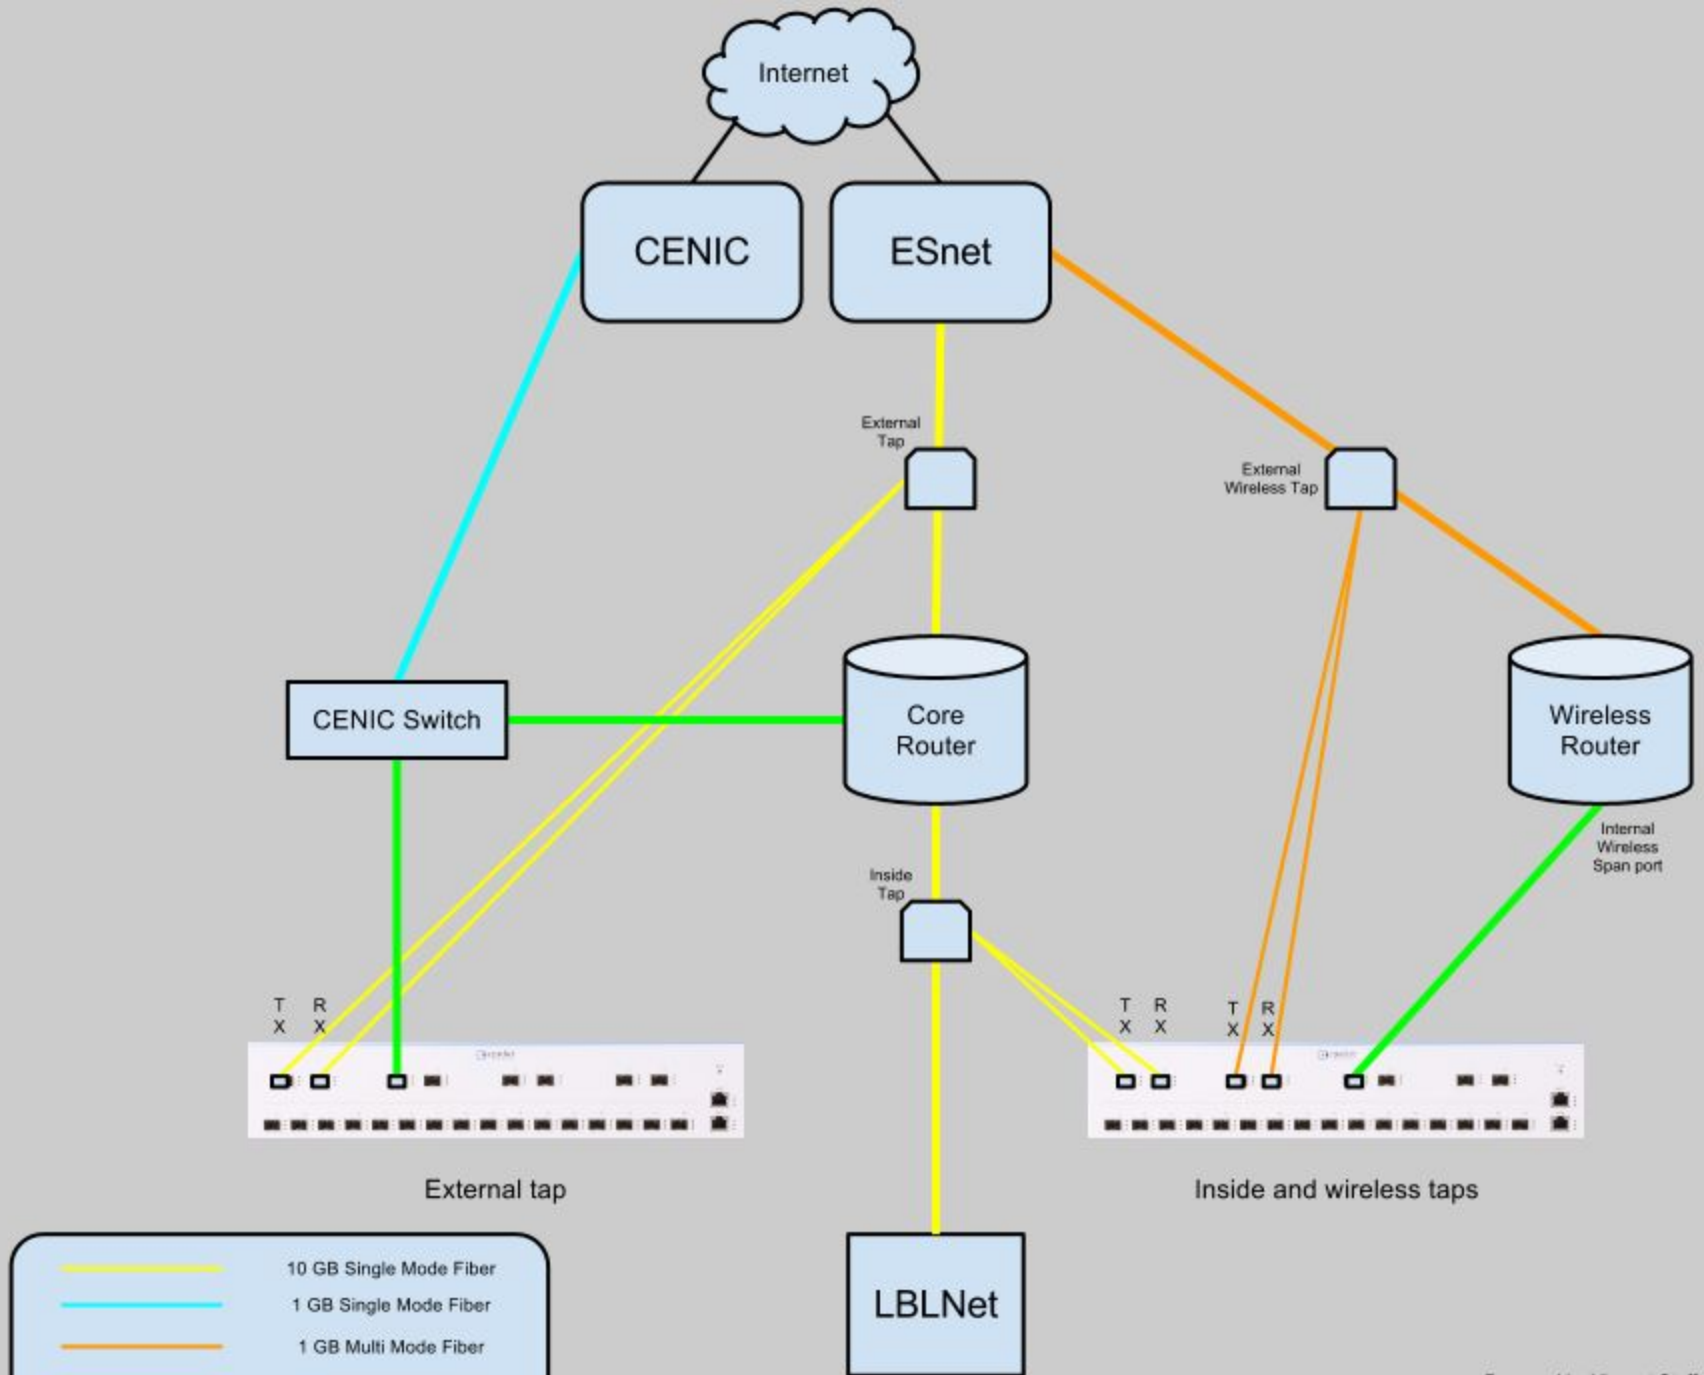 Internet
CENIC
ESnet
External
Tap
External
Wireless Tap
CENIC Switch
Core
Router
Wireless
Router
Internal
Wireless
Span port
Inside
Tap
T
X
R
X
T
X
R
X
T
X
R
X
External tap
Inside and wireless taps
10 GB Single Mode Fiber
1 GB Single Mode Fiber
1 GB Multi Mode Fiber
LBLNet